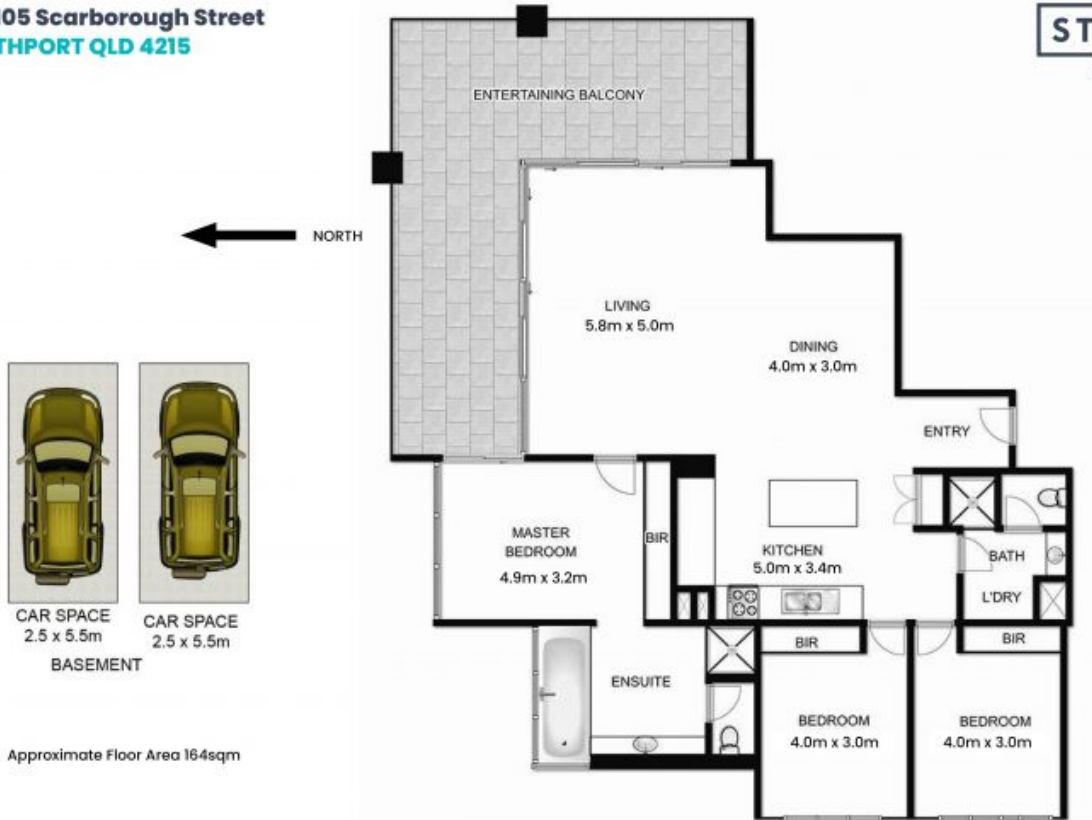 105 Scarborough Street
THPORT QLD 4215
ST
ENTERTAINING BALCONY
NORTH
LIVING
5.8m x 5.0m
DINING
4.0m x 3.0m
ENTRY
MASTER
BEDROOM
4.9m x 3.2m
BIR
KITCHEN
5.0m x 3.4m
BATH
L'DRY
BIR
BIR
ENSUITE
BEDROOM
4.0m x 3.0m
BEDROOM
4.0m x 3.0m
CAR SPACE
2.5 x 5.5m
CAR SPACE
2.5 x 5.5m
BASEMENT
Approximate Floor Area 164sqm